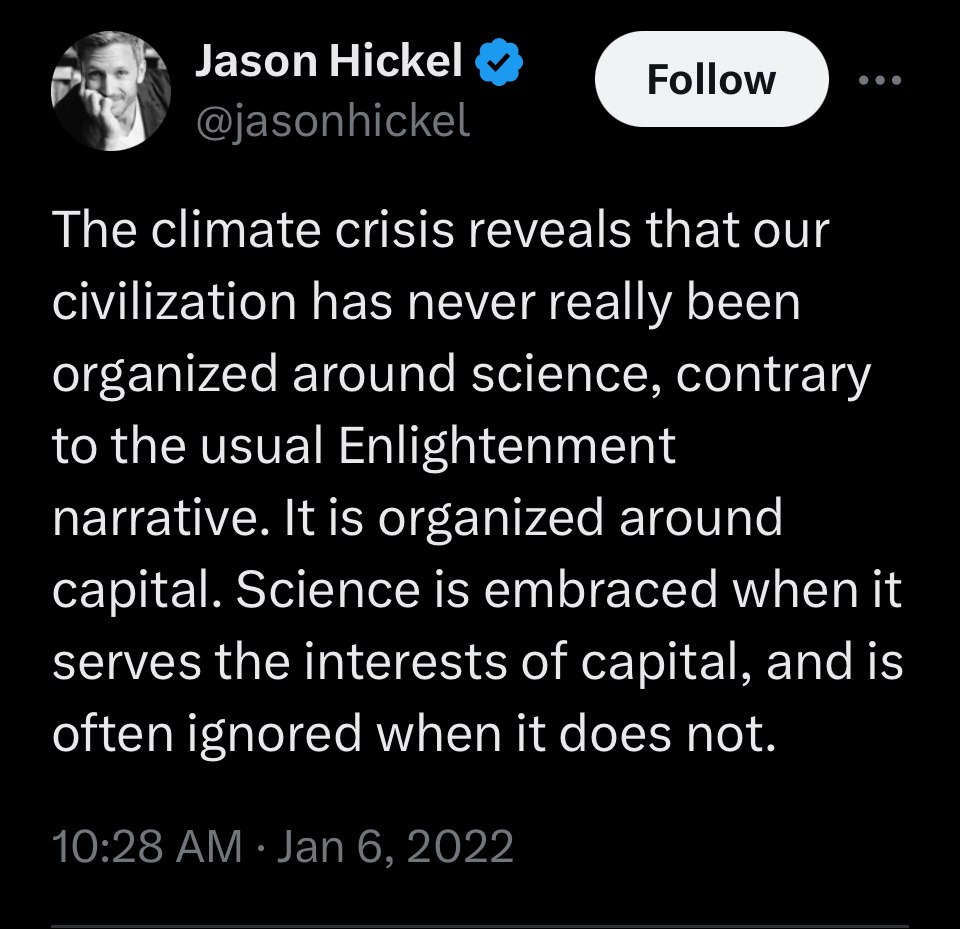 Jason Hickel
Follow
@jasonhickel
The climate crisis reveals that our
civilization has never really been
organized around science, contrary
to the usual Enlightenment
narrative. It is organized around
capital. Science is embraced when it
serves the interests of capital, and is
often ignored when it does not.
10:28 AM · Jan 6, 2022